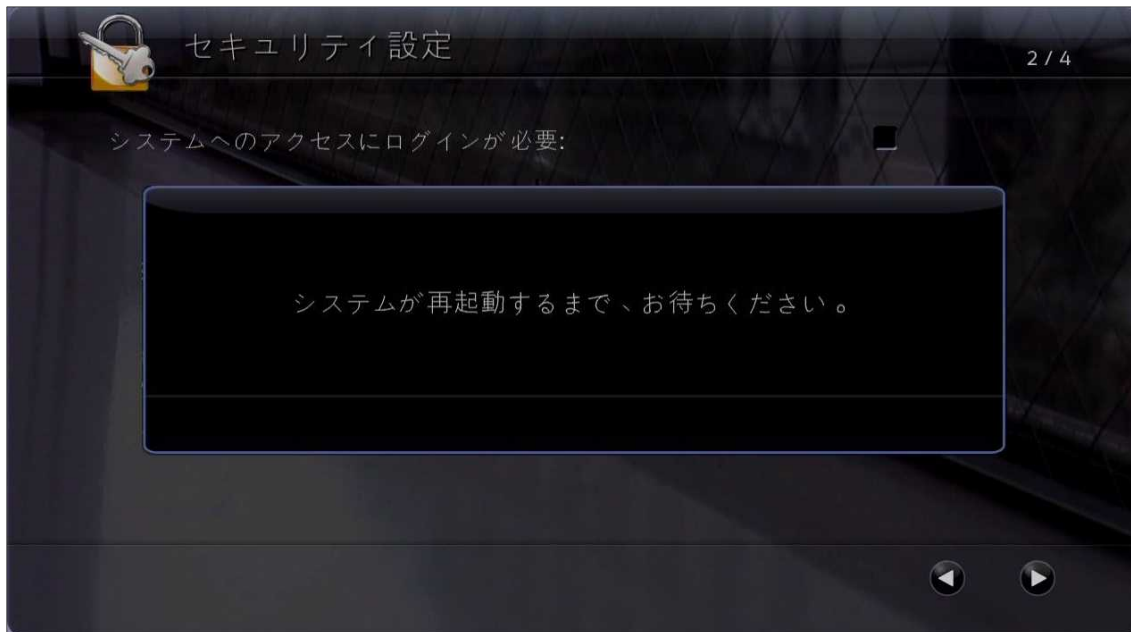 セキュリティ設定
2 / 4
システムへのアクセスにログインが必要:
システムが再起動するまで、お待ちください。